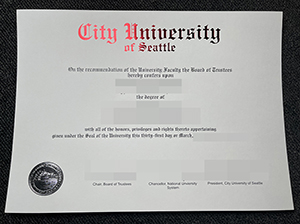 City University
of Seattle
On the recommendation of the University Faculty the Board of Trustees
hereby confers upon
the degree of
with all of the honors, privileges and rights thereto appertaining
given under the Seal of the University this thirty-first day of March,
Chair, Board of Trustees
Chancellor, National University System
President, City University of Seattle